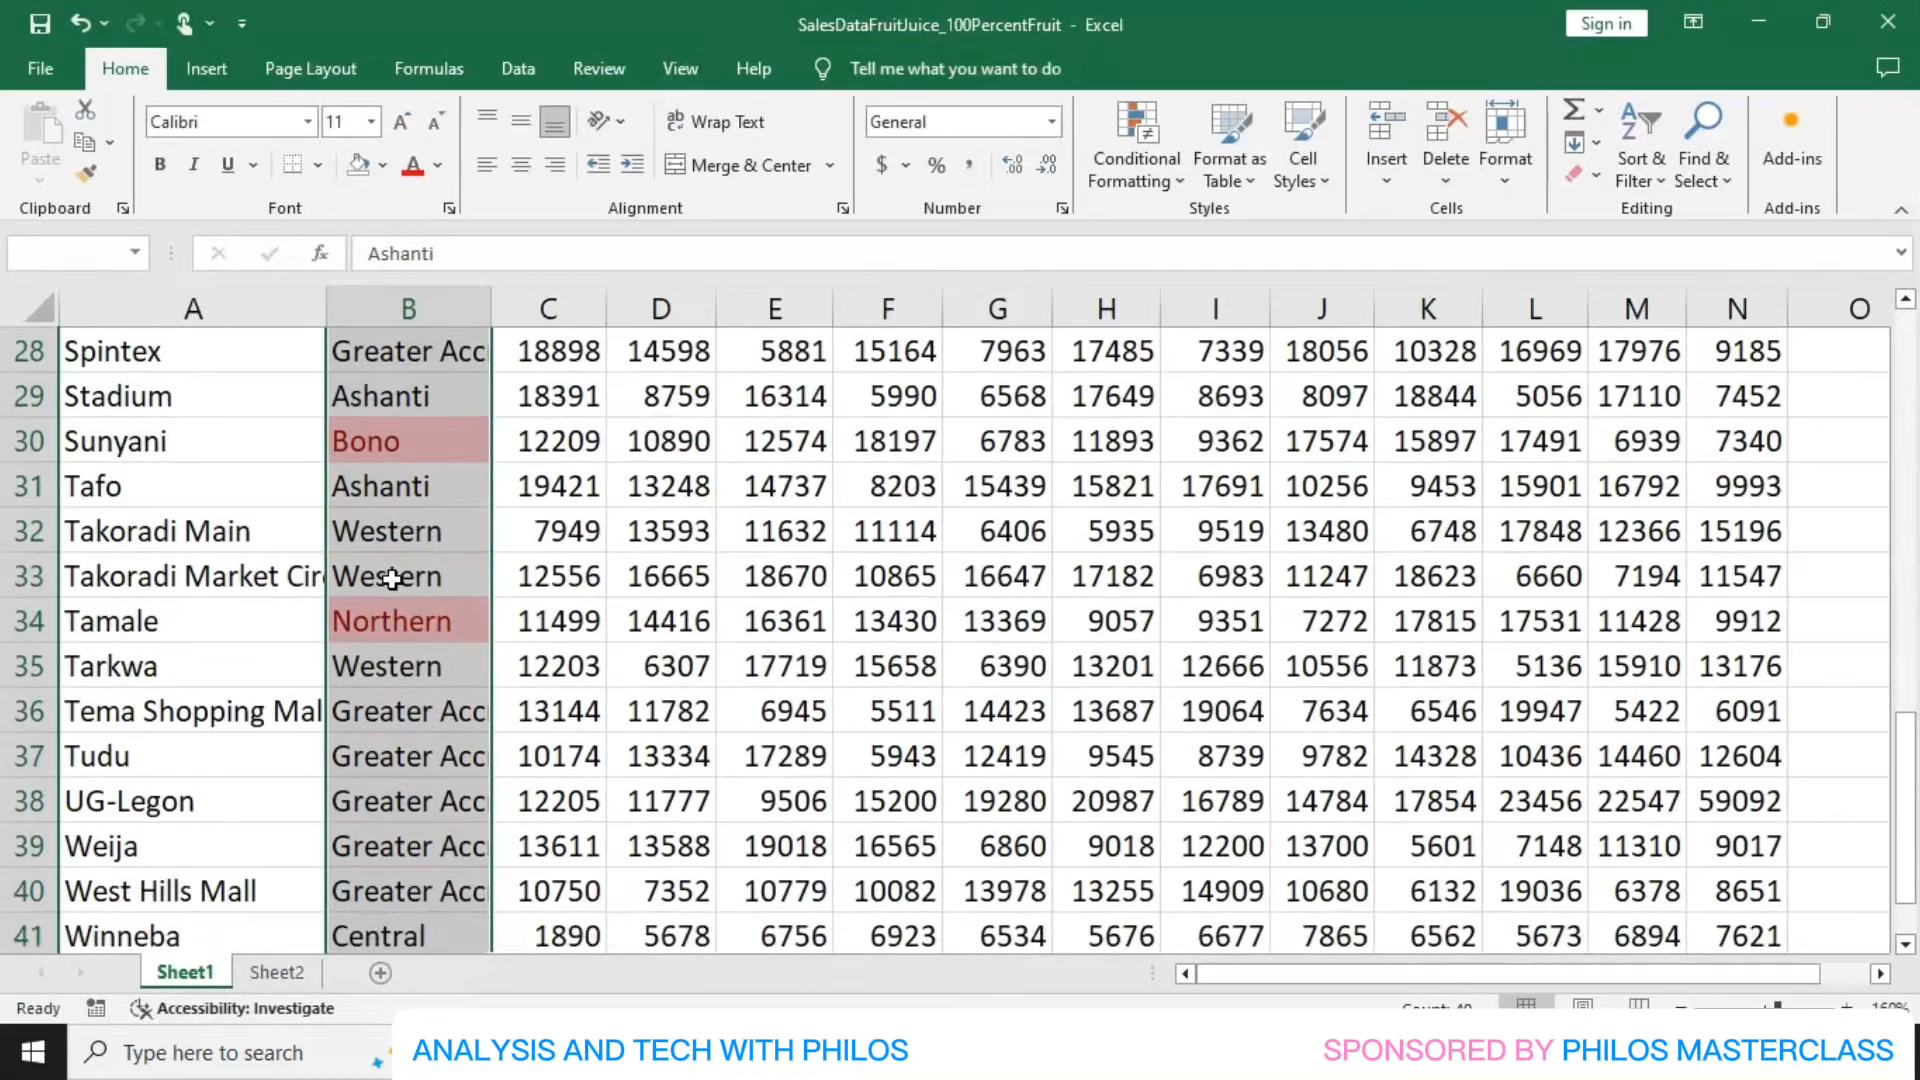 SalesDataFruitJuice_100PercentFruit - Excel
Sign in
File Home Insert Page Layout Formulas Data Review View Help Tell me what you want to do
Paste
Clipboard
Calibri 11
B I U
Font
Wrap Text
Merge & Center
Alignment
General
$ % ,
Number
Conditional Formatting
Format as Table
Cell Styles
Styles
Insert Delete Format
Cells
Sort & Filter
Find & Select
Editing
Add-ins
Add-ins
fx Ashanti
A B C D E F G H I J K L M N O
28 Spintex Greater Acc 18898 14598 5881 15164 7963 17485 7339 18056 10328 16969 17976 9185
29 Stadium Ashanti 18391 8759 16314 5990 6568 17649 8693 8097 18844 5056 17110 7452
30 Sunyani Bono 12209 10890 12574 18197 6783 11893 9362 17574 15897 17491 6939 7340
31 Tafo Ashanti 19421 13248 14737 8203 15439 15821 17691 10256 9453 15901 16792 9993
32 Takoradi Main Western 7949 13593 11632 11114 6406 5935 9519 13480 6748 17848 12366 15196
33 Takoradi Market Cir Western 12556 16665 18670 10865 16647 17182 6983 11247 18623 6660 7194 11547
34 Tamale Northern 11499 14416 16361 13430 13369 9057 9351 7272 17815 17531 11428 9912
35 Tarkwa Western 12203 6307 17719 15658 6390 13201 12666 10556 11873 5136 15910 13176
36 Tema Shopping Mal Greater Acc 13144 11782 6945 5511 14423 13687 19064 7634 6546 19947 5422 6091
37 Tudu Greater Acc 10174 13334 17289 5943 12419 9545 8739 9782 14328 10436 14460 12604
38 UG-Legon Greater Acc 12205 11777 9506 15200 19280 20987 16789 14784 17854 23456 22547 59092
39 Weija Greater Acc 13611 13588 19018 16565 6860 9018 12200 13700 5601 7148 11310 9017
40 West Hills Mall Greater Acc 10750 7352 10779 10082 13978 13255 14909 10680 6132 19036 6378 8651
41 Winneba Central 1890 5678 6756 6923 6534 5676 6677 7865 6562 5673 6894 7621
Sheet1 Sheet2
Ready Accessibility: Investigate
Type here to search
ANALYSIS AND TECH WITH PHILOS
SPONSORED BY PHILOS MASTERCLASS